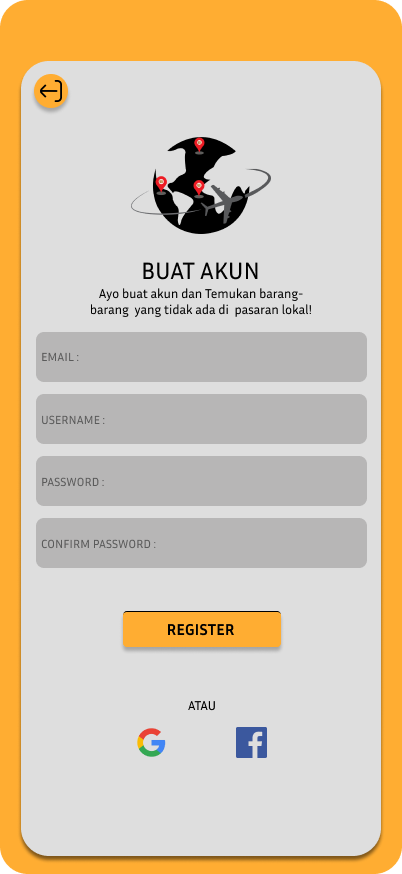 BUAT AKUN
Ayo buat akun dan Temukan barang-
barang  yang tidak ada di  pasaran lokal!
EMAIL :
USERNAME :
PASSWORD :
CONFIRM PASSWORD :
REGISTER
ATAU